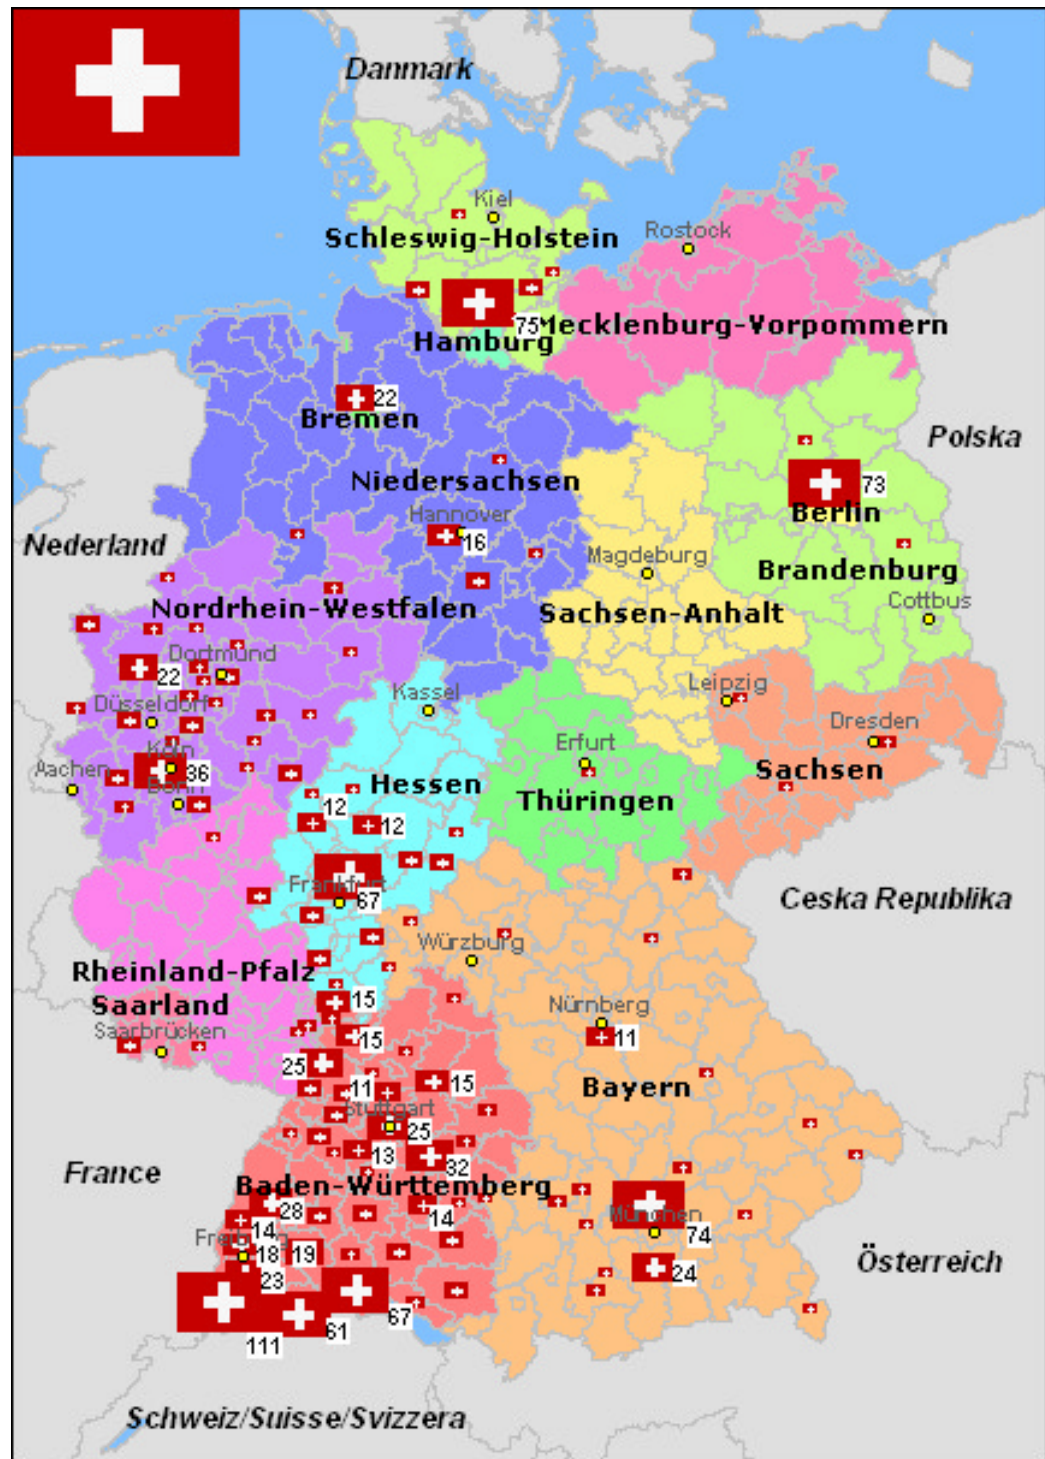 Danmark
Kiel
Schleswig-Holstein
Rostock
75
Mecklenburg-Vorpommern
Hamburg
22
Bremen
Polska
Niedersachsen
73
Berlin
Hannover
16
Nederland
Magdeburg
Brandenburg
Nordrhein-Westfalen
Sachsen-Anhalt
Cottbus
Dortmund
22
Kassel
Leipzig
Düsseldorf
Dresden
Erfurt
Köln
36
Aachen
Hessen
Sachsen
Bonn
Thüringen
12
12
Frankfurt
67
Ceska Republika
Würzburg
Rheinland-Pfalz
Saarland
15
Nürnberg
Saarbrücken
15
11
25
11
15
Bayern
Stuttgart
25
13
32
France
Baden-Württemberg
28
14
14
München
74
Freiburg
18
19
Österreich
23
24
67
61
111
Schweiz/Suisse/Svizzera